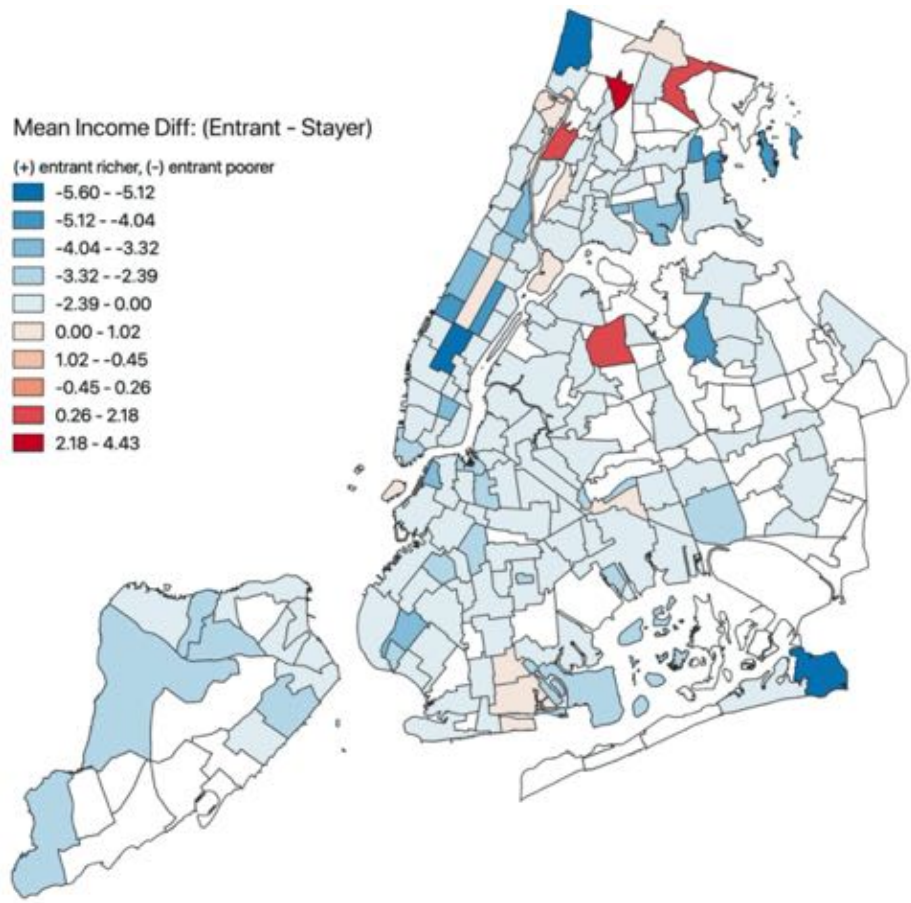 Mean Income Diff: (Entrant - Stayer)
(+) entrant richer, (-) entrant poorer
-5.60 - -5.12
-5.12 - -4.04
-4.04 - -3.32
-3.32 - -2.39
-2.39 - 0.00
0.00 - 1.02
1.02 - -0.45
-0.45 - 0.26
0.26 - 2.18
2.18 - 4.43